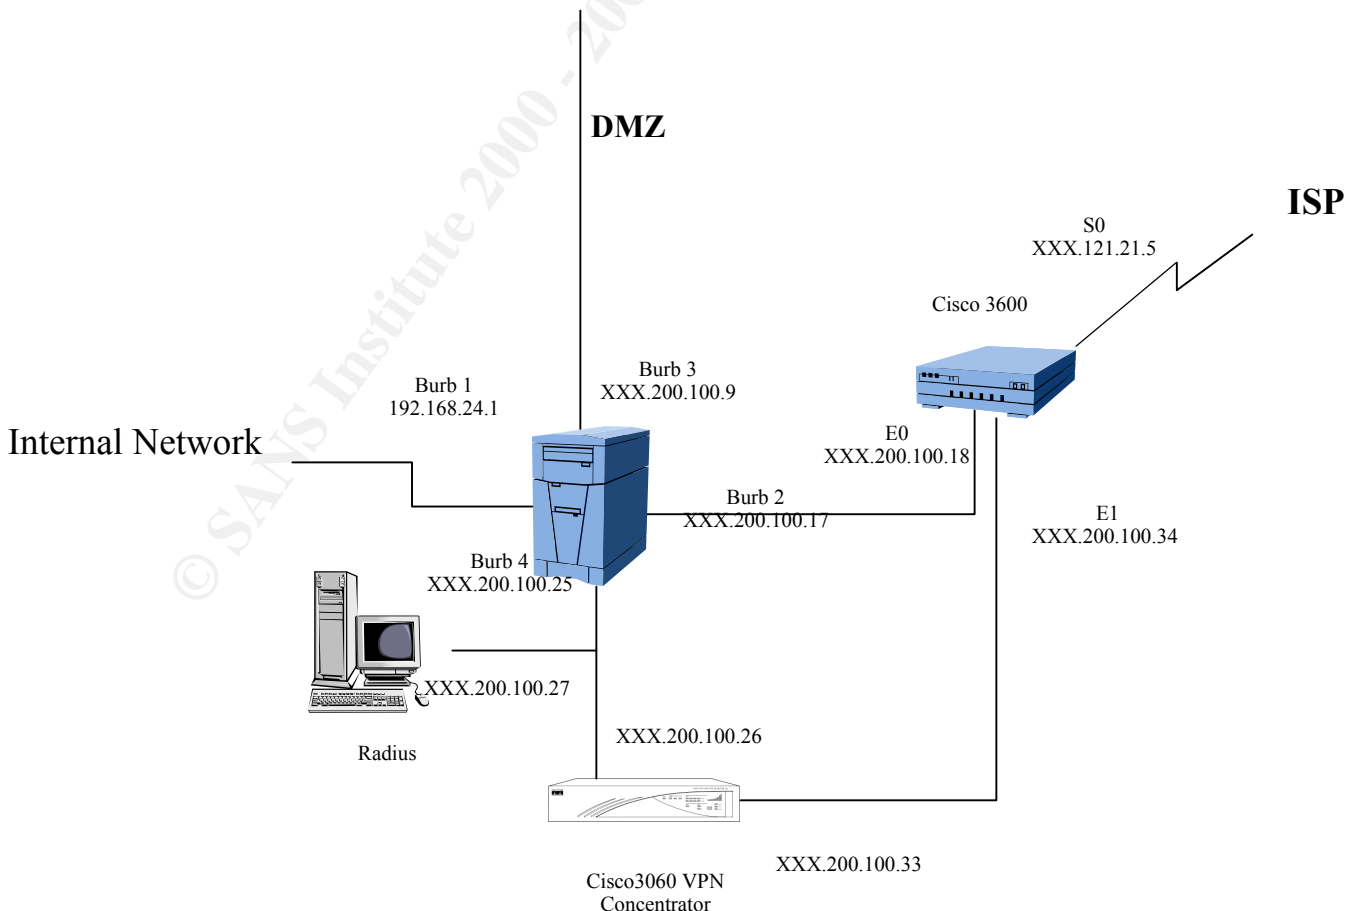 © SANS Institute 2000 - 200
DMZ
ISP
S0
XXX.121.21.5
Cisco 3600
Burb 3
XXX.200.100.9
Burb 1
192.168.24.1
Internal Network
E0
XXX.200.100.18
Burb 2
XXX.200.100.17
E1
XXX.200.100.34
Burb 4
XXX.200.100.25
XXX.200.100.27
Radius
XXX.200.100.26
XXX.200.100.33
Cisco3060 VPN
Concentrator